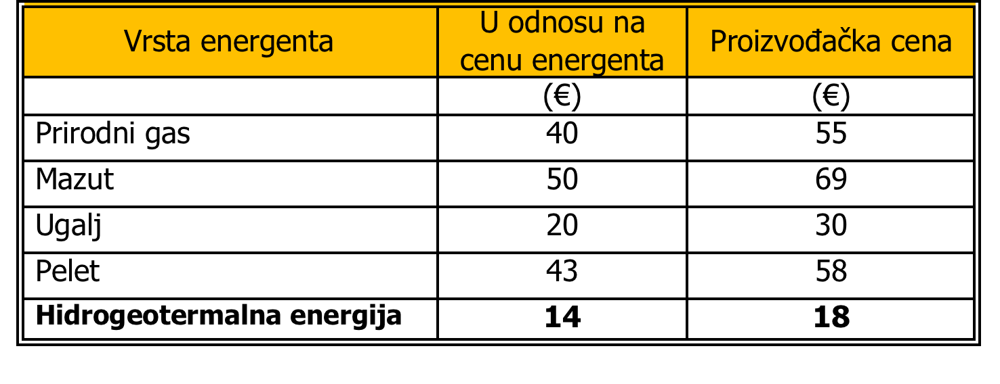 Vrsta energenta
U odnosu na
cenu energenta
Proizvođačka cena
(€)
(€)
Prirodni gas 40 55
Mazut 50 69
Ugalj 20 30
Pelet 43 58
Hidrogeotermalna energija 14 18